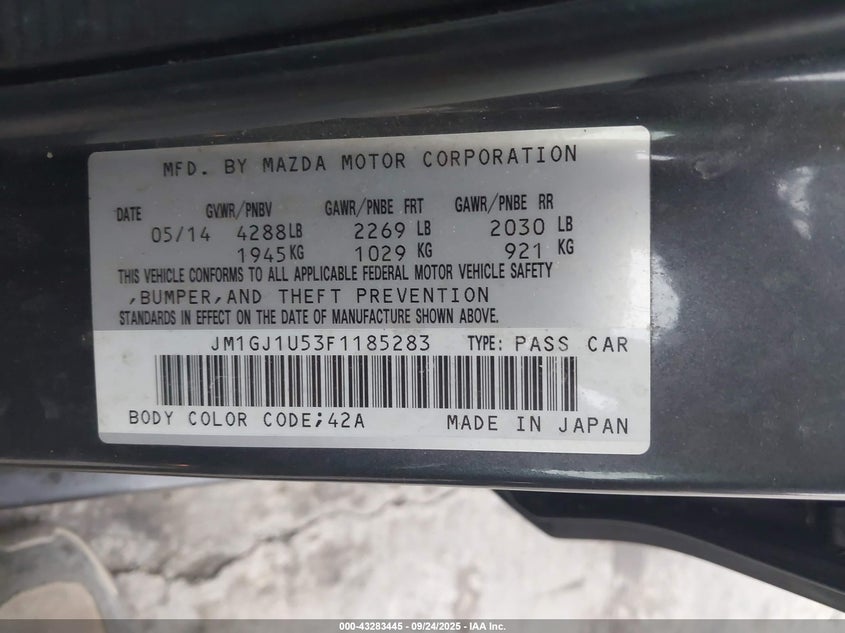 MFD. BY MAZDA MOTOR CORPORATION
DATE GVWR/PNBV GAWR/PNBE FRT GAWR/PNBE RR
05/14 4288LB 2269 LB 2030 LB
1945KG 1029 KG 921 KG
THIS VEHICLE CONFORMS TO ALL APPLICABLE FEDERAL MOTOR VEHICLE SAFETY
,BUMPER,AND THEFT PREVENTION
STANDARDS IN EFFECT ON THE DATE OF MANUFACTURE SHOWN ABOVE.
JM1GJ1U53F1185283 TYPE: PASS CAR
BODY COLOR CODE;42A MADE IN JAPAN
000-43283445 - 09/24/2025 - IAA Inc.